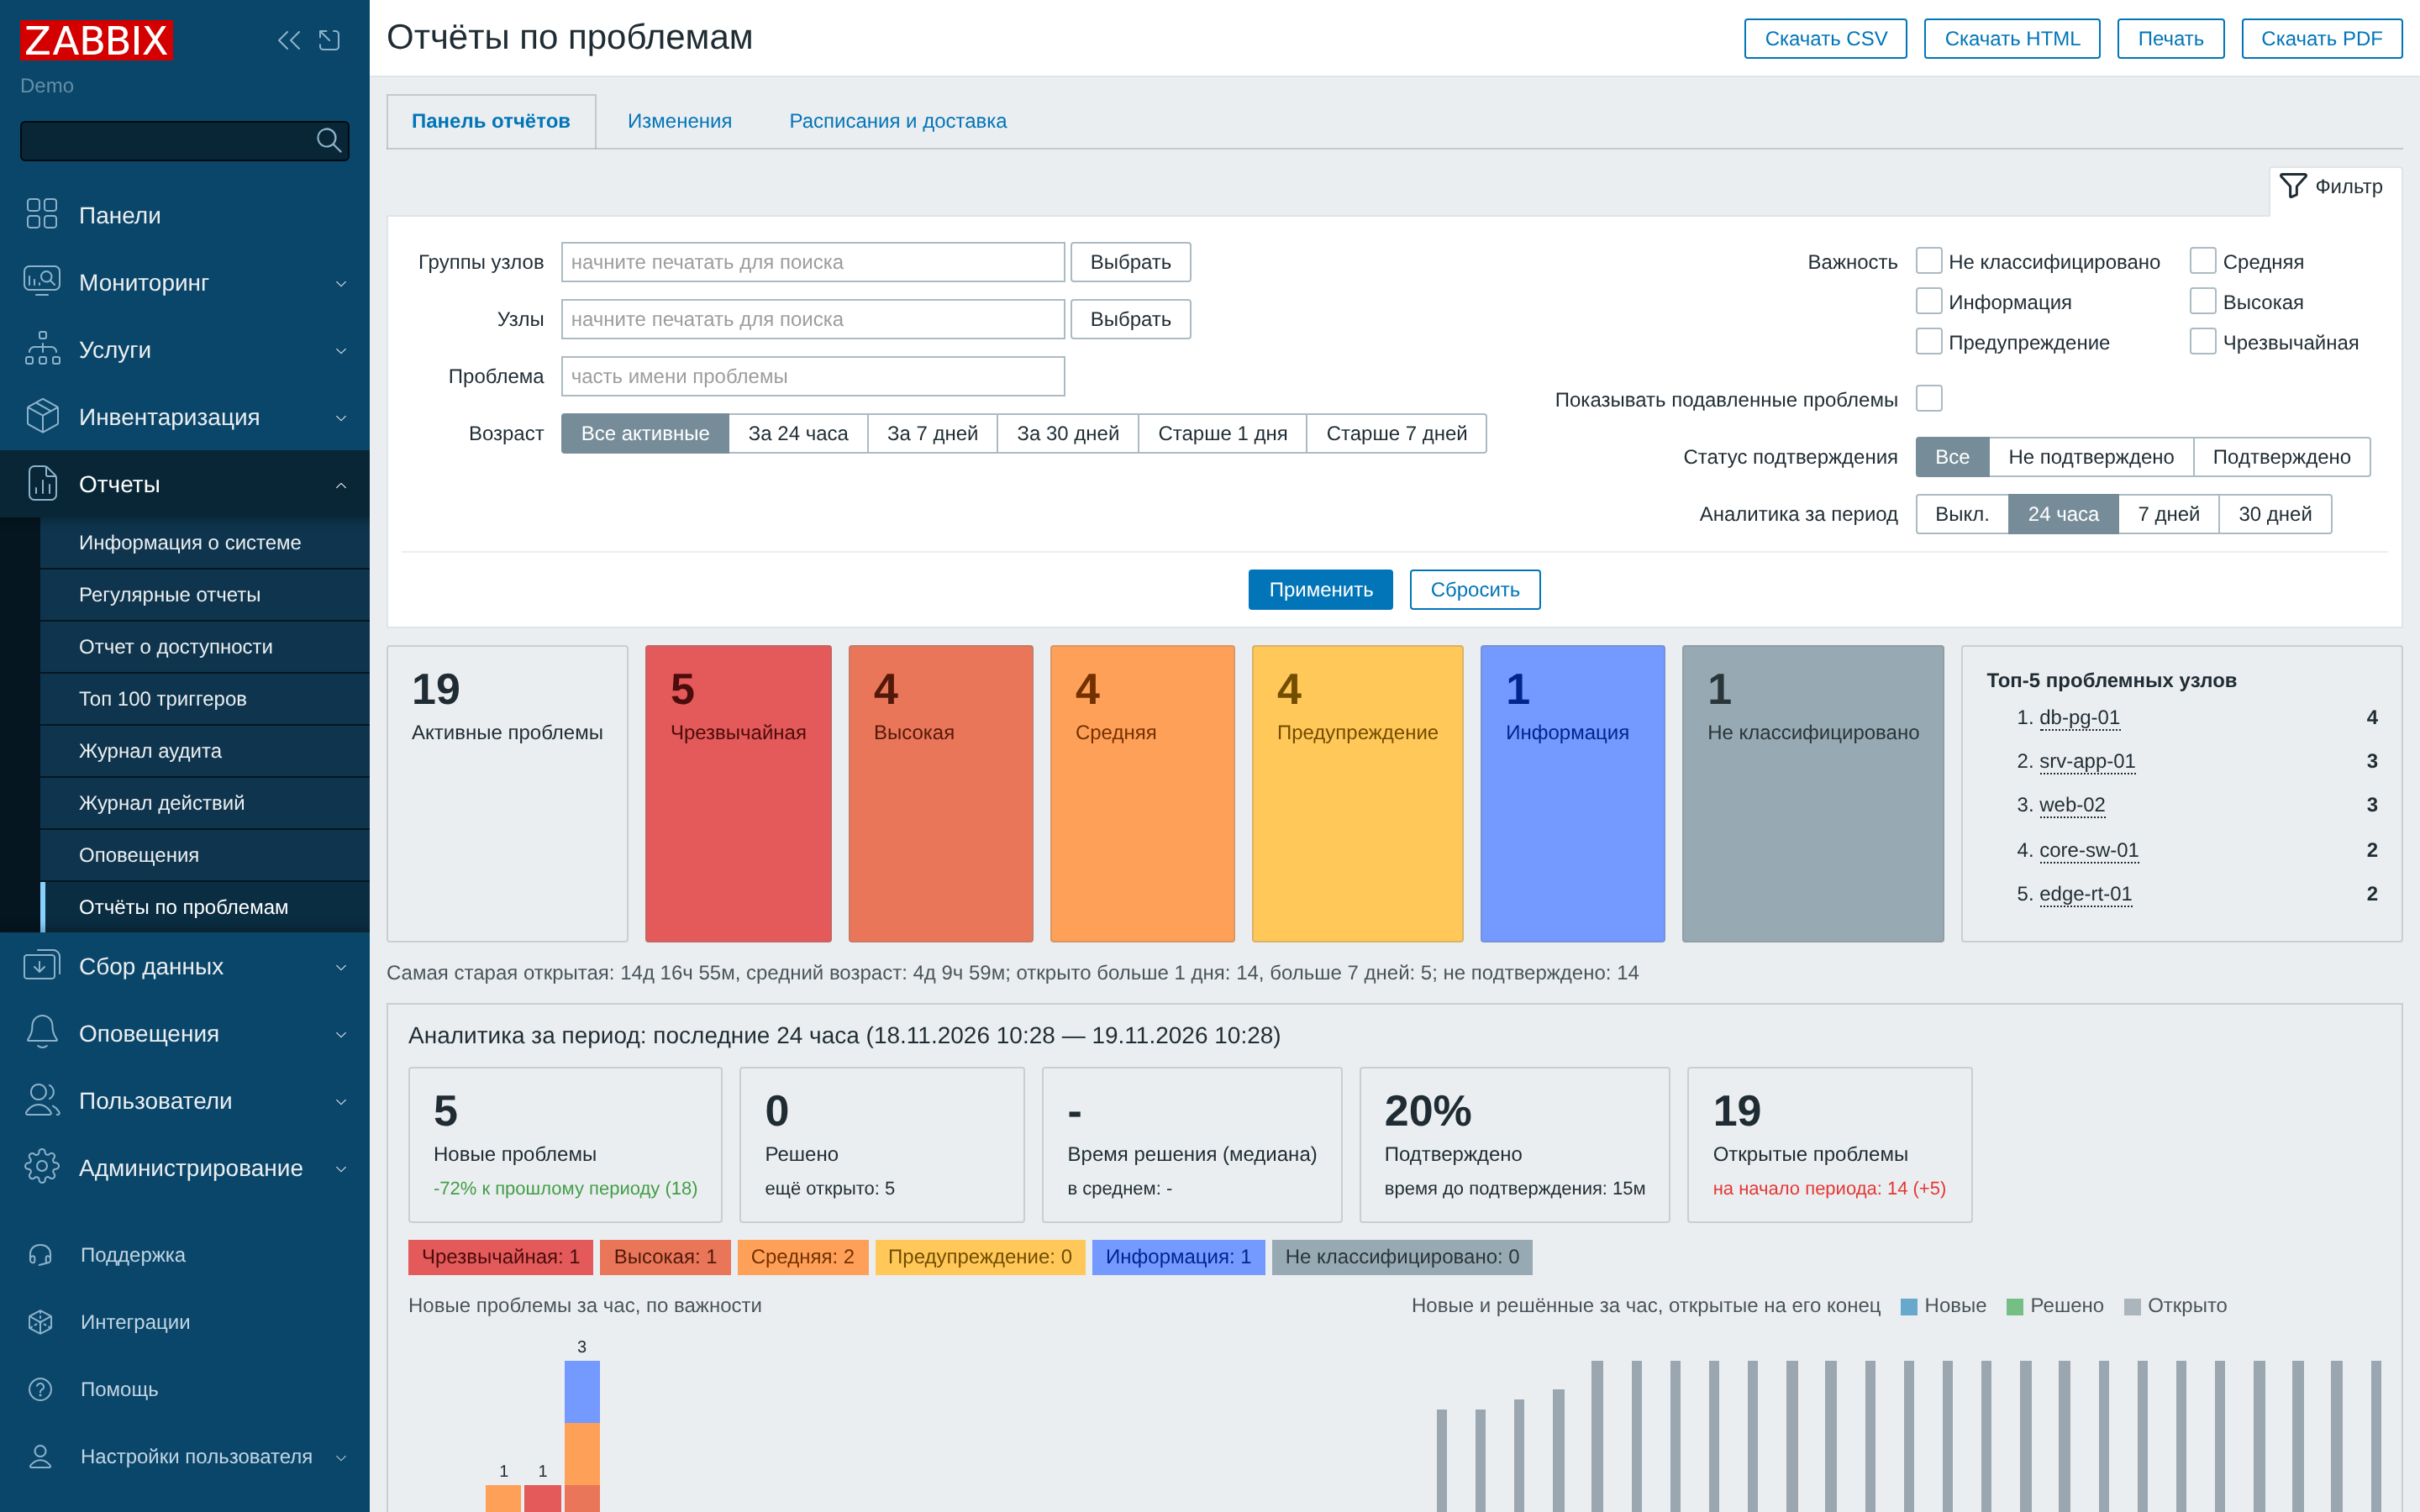 ZABBIX
Demo
Панели
Мониторинг
Услуги
Инвентаризация
Отчеты
Информация о системе
Регулярные отчеты
Отчет о доступности
Топ 100 триггеров
Журнал аудита
Журнал действий
Оповещения
Отчёты по проблемам
Сбор данных
Оповещения
Пользователи
Администрирование
Поддержка
Интеграции
Помощь
Настройки пользователя
Отчёты по проблемам
Скачать CSV Скачать HTML Печать Скачать PDF
Панель отчётов Изменения Расписания и доставка
Фильтр
Группы узлов начните печатать для поиска Выбрать
Узлы начните печатать для поиска Выбрать
Проблема часть имени проблемы
Возраст Все активные За 24 часа За 7 дней За 30 дней Старше 1 дня Старше 7 дней
Важность Не классифицировано Средняя
Информация Высокая
Предупреждение Чрезвычайная
Показывать подавленные проблемы
Статус подтверждения Все Не подтверждено Подтверждено
Аналитика за период Выкл. 24 часа 7 дней 30 дней
Применить Сбросить
19 5 4 4 4 1 1
Активные проблемы Чрезвычайная Высокая Средняя Предупреждение Информация Не классифицировано
Топ-5 проблемных узлов
1. db-pg-01 4
2. srv-app-01 3
3. web-02 3
4. core-sw-01 2
5. edge-rt-01 2
Самая старая открытая: 14д 16ч 55м, средний возраст: 4д 9ч 59м; открыто больше 1 дня: 14, больше 7 дней: 5; не подтверждено: 14
Аналитика за период: последние 24 часа (18.11.2026 10:28 — 19.11.2026 10:28)
5 0 - 20% 19
Новые проблемы Решено Время решения (медиана) Подтверждено Открытые проблемы
-72% к прошлому периоду (18) ещё открыто: 5 в среднем: - время до подтверждения: 15м на начало периода: 14 (+5)
Чрезвычайная: 1 Высокая: 1 Средняя: 2 Предупреждение: 0 Информация: 1 Не классифицировано: 0
Новые проблемы за час, по важности
Новые и решённые за час, открытые на его конец Новые Решено Открыто
3
1 1